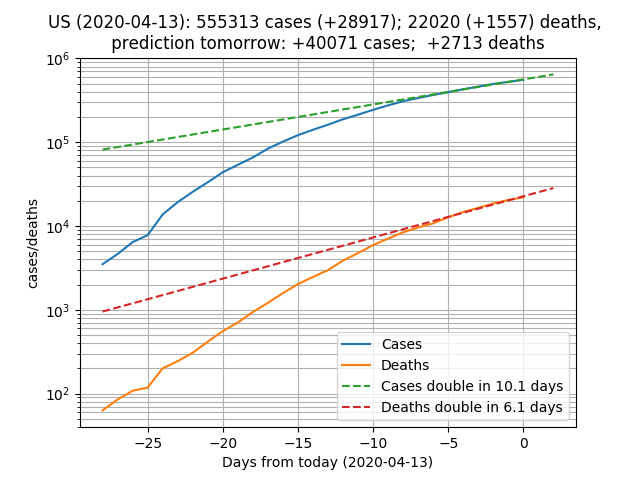 US (2020-04-13): 555313 cases (+28917); 22020 (+1557) deaths,
prediction tomorrow: +40071 cases;  +2713 deaths
10^6
10^5
10^4
10^3
10^2
cases/deaths
Cases
Deaths
Cases double in 10.1 days
Deaths double in 6.1 days
−25 −20 −15 −10 −5 0
Days from today (2020-04-13)